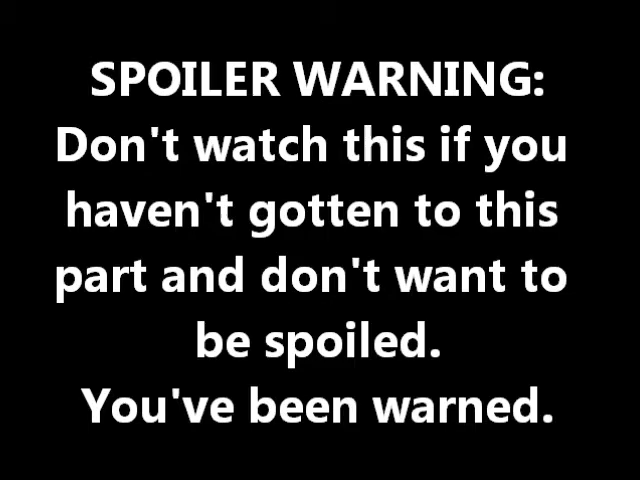 SPOILER WARNING:
Don't watch this if you
haven't gotten to this
part and don't want to
be spoiled.
You've been warned.